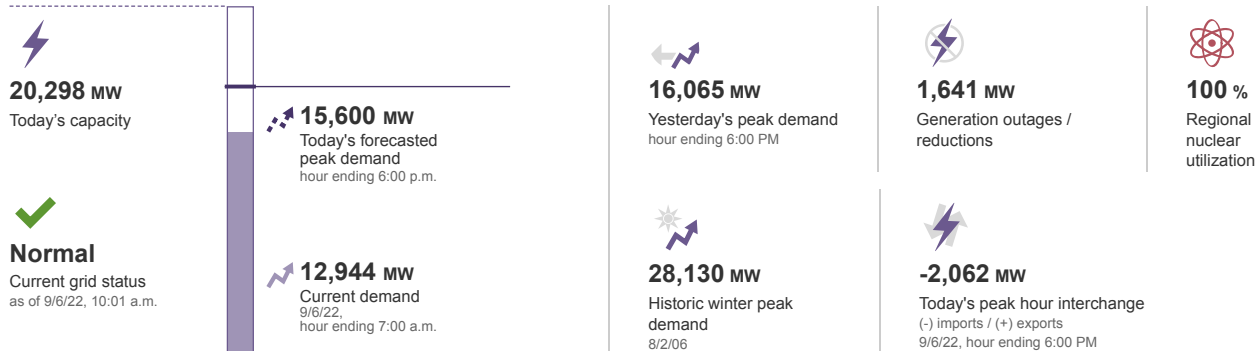 20,298 MW
Today's capacity
Normal
Current grid status
as of 9/6/22, 10:01 a.m.
15,600 MW
Today's forecasted
peak demand
hour ending 6:00 p.m.
12,944 MW
Current demand
9/6/22,
hour ending 7:00 a.m.
16,065 MW
Yesterday's peak demand
hour ending 6:00 PM
1,641 MW
Generation outages /
reductions
100 %
Regional
nuclear
utilization
28,130 MW
Historic winter peak
demand
8/2/06
-2,062 MW
Today's peak hour interchange
(-) imports / (+) exports
9/6/22, hour ending 6:00 PM